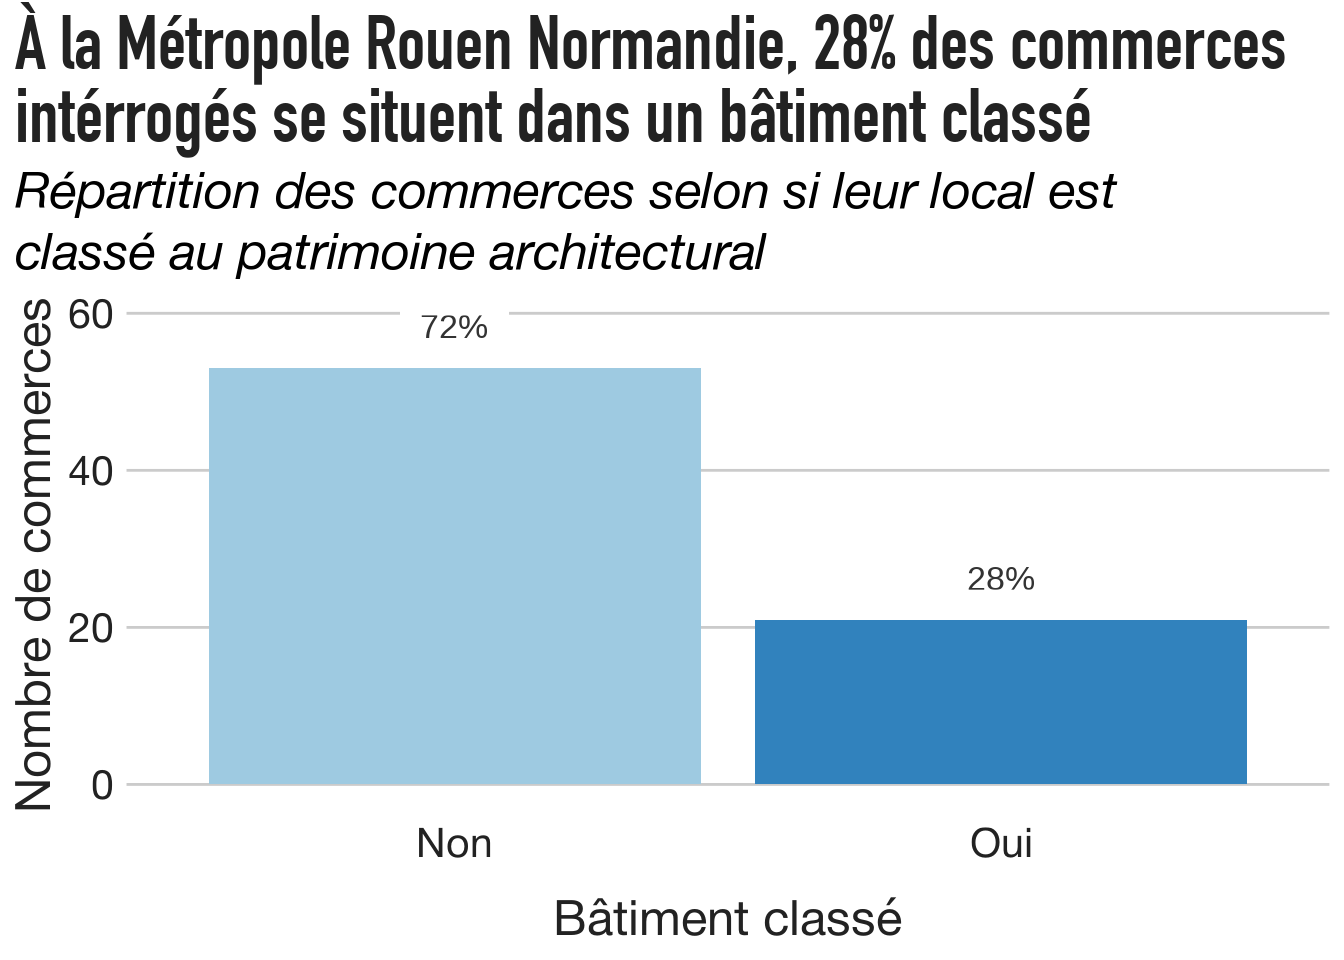 À la Métropole Rouen Normandie, 28% des commerces
intérrogés se situent dans un bâtiment classé
Répartition des commerces selon si leur local est
classé au patrimoine architectural
Nombre de commerces
60
40
20
0
72%
28%
Non
Oui
Bâtiment classé